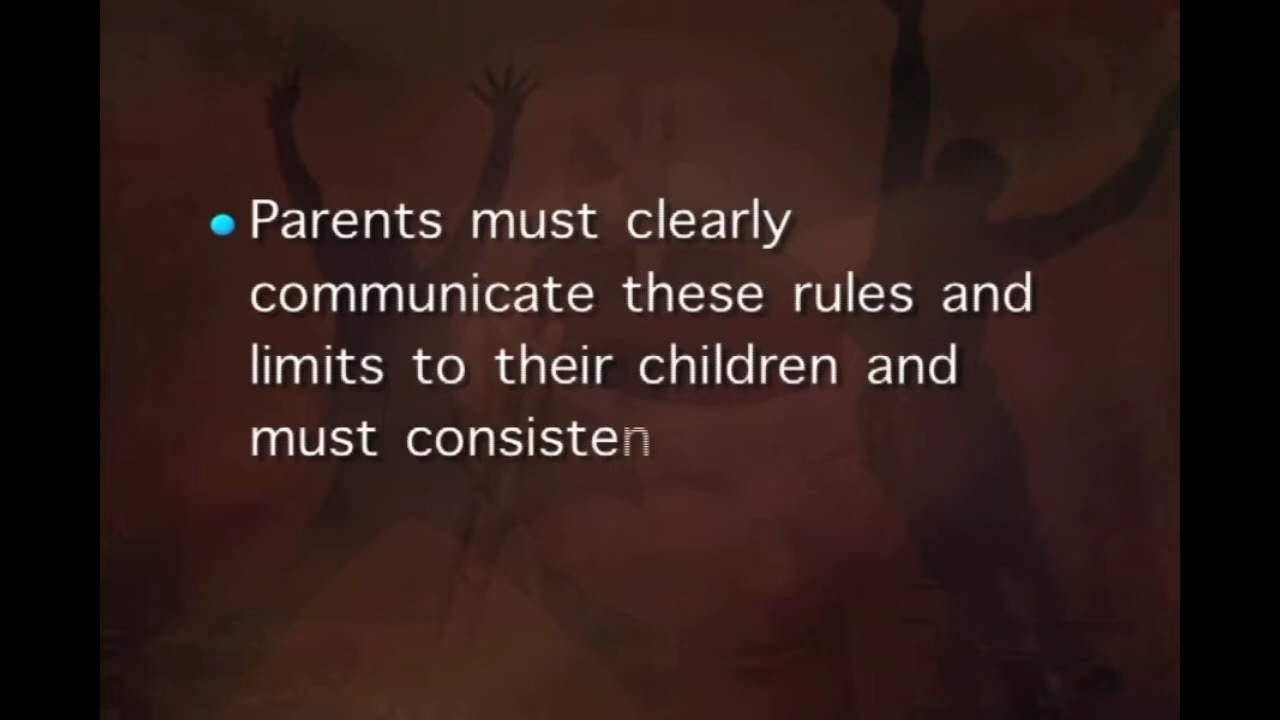 • Parents must clearly
communicate these rules and
limits to their children and
must consisten